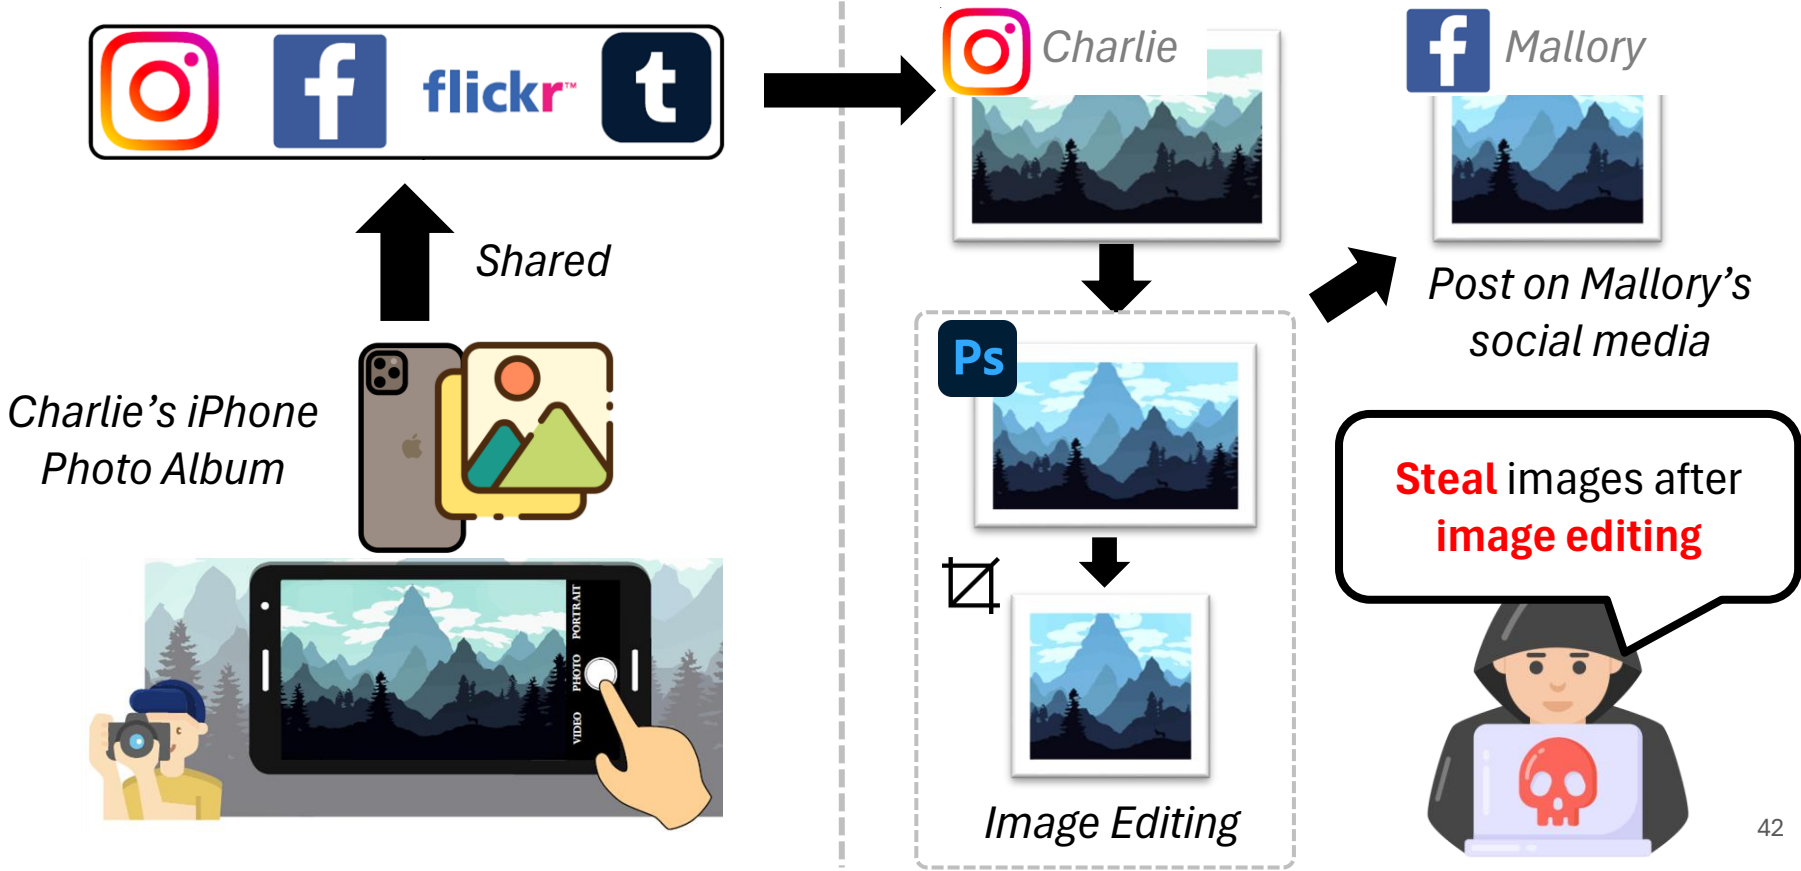 flickr™
t
Shared
Charlie’s iPhone
Photo Album
VIDEO PHOTO PORTRAIT
Charlie
Ps
Image Editing
Mallory
Post on Mallory’s
social media
Steal images after
image editing
42